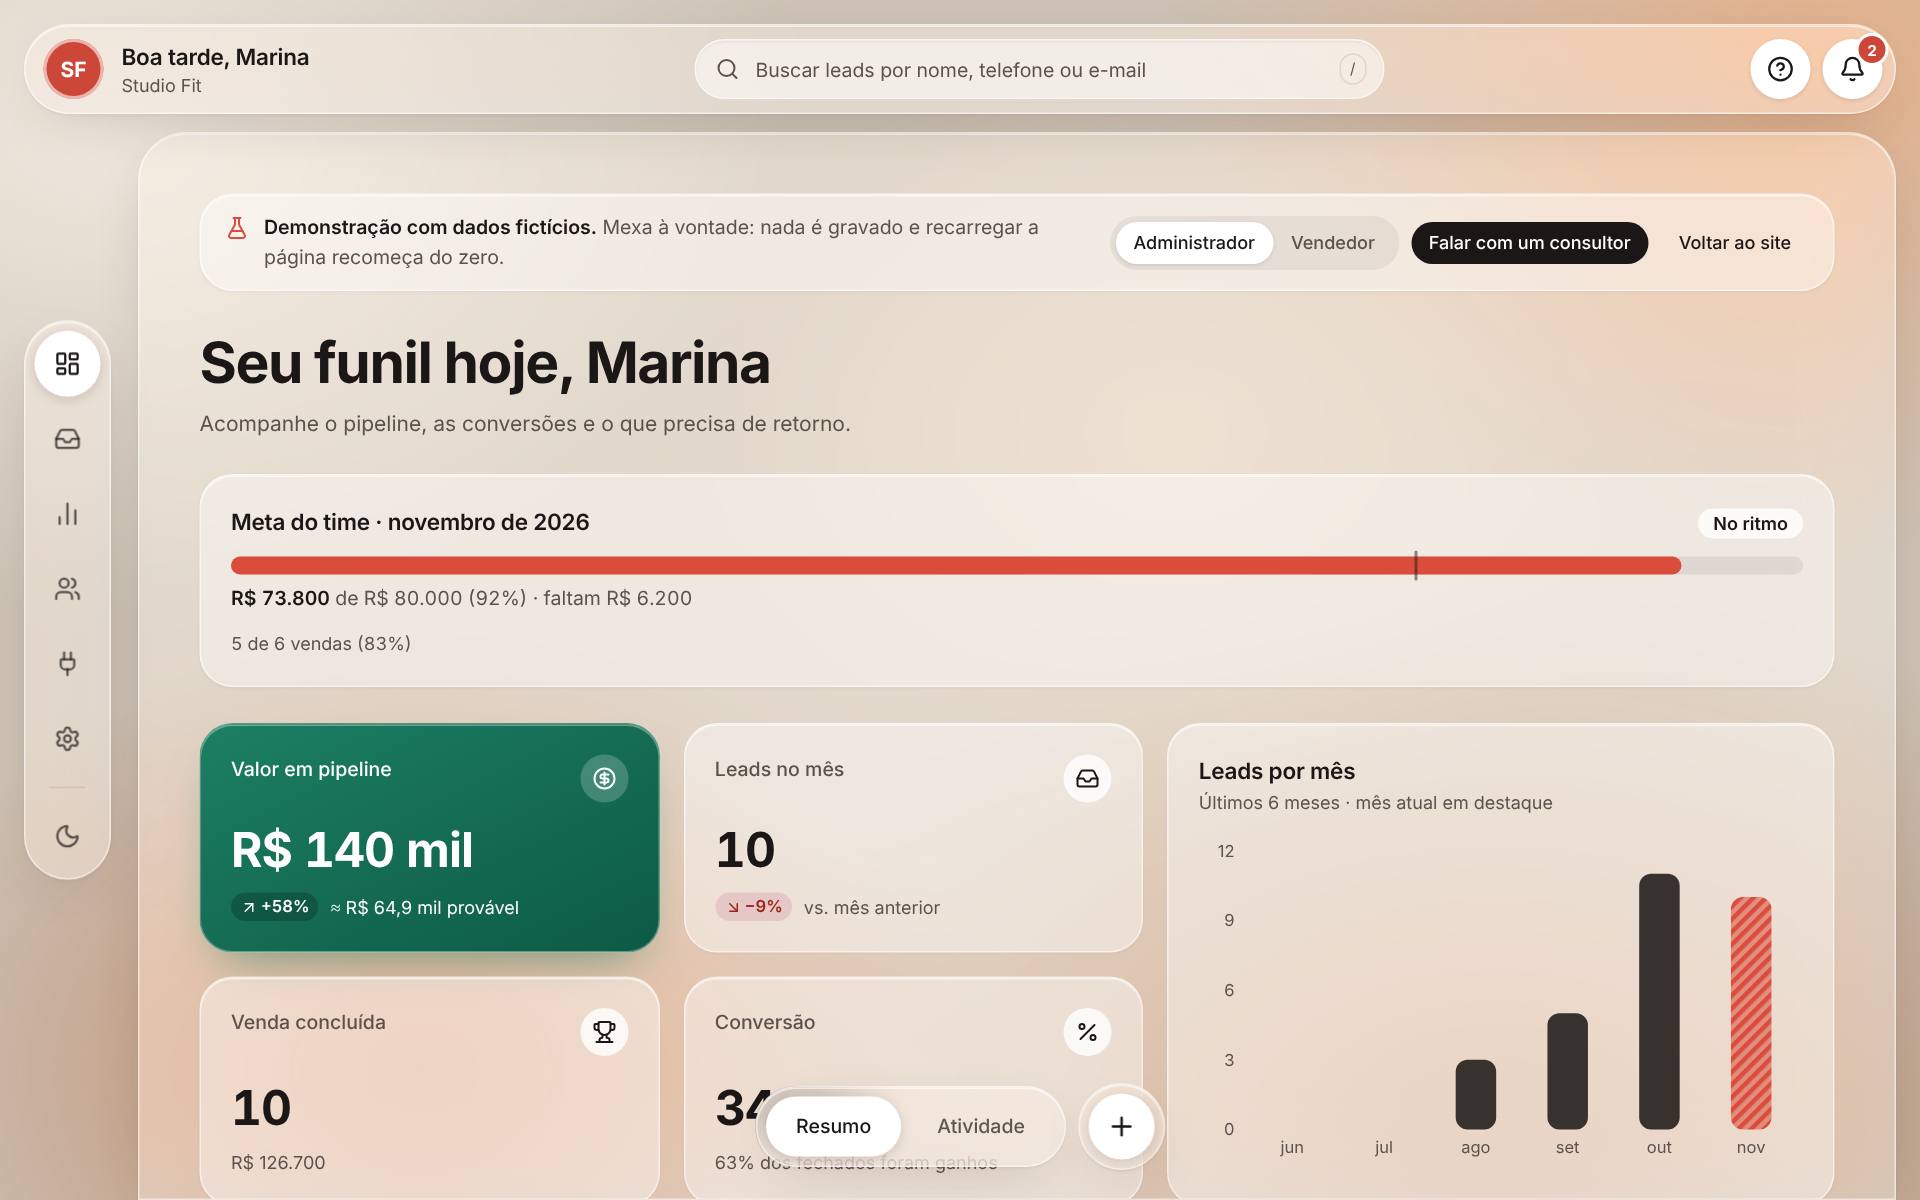 SF
Boa tarde, Marina
Studio Fit
Buscar leads por nome, telefone ou e-mail
/
2
Demonstração com dados fictícios. Mexa à vontade: nada é gravado e recarregar a
página recomeça do zero.
Administrador
Vendedor
Falar com um consultor
Voltar ao site
Seu funil hoje, Marina
Acompanhe o pipeline, as conversões e o que precisa de retorno.
Meta do time · novembro de 2026
No ritmo
R$ 73.800 de R$ 80.000 (92%) · faltam R$ 6.200
5 de 6 vendas (83%)
Valor em pipeline
R$ 140 mil
+58%
≈ R$ 64,9 mil provável
Leads no mês
10
−9%
vs. mês anterior
Leads por mês
Últimos 6 meses · mês atual em destaque
12
9
6
3
0
jun
jul
ago
set
out
nov
Venda concluída
10
R$ 126.700
Conversão
34
63% dos fechados foram ganhos
Resumo
Atividade